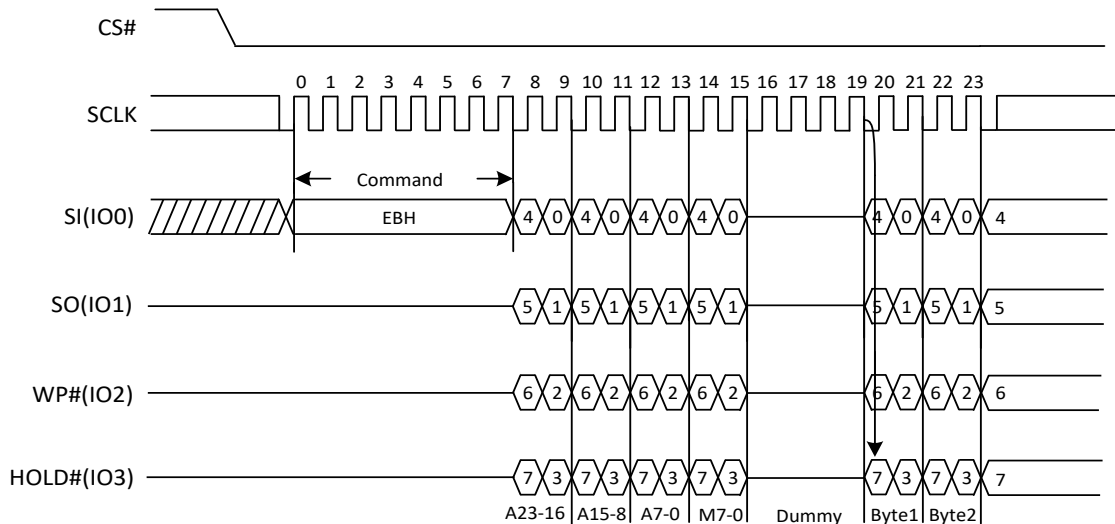 CS#
0 1 2 3 4 5 6 7 8 9 10 11 12 13 14 15 16 17 18 19 20 21 22 23
SCLK
Command
SI(IO0) EBH 4 0 4 0 4 0 4 0 4 0 4 0 4
SO(IO1) 5 1 5 1 5 1 5 1 5 1 5 1 5
WP#(IO2) 6 2 6 2 6 2 6 2 6 2 6 2 6
HOLD#(IO3) 7 3 7 3 7 3 7 3 7 3 7 3 7
A23-16 A15-8 A7-0 M7-0 Dummy Byte1 Byte2